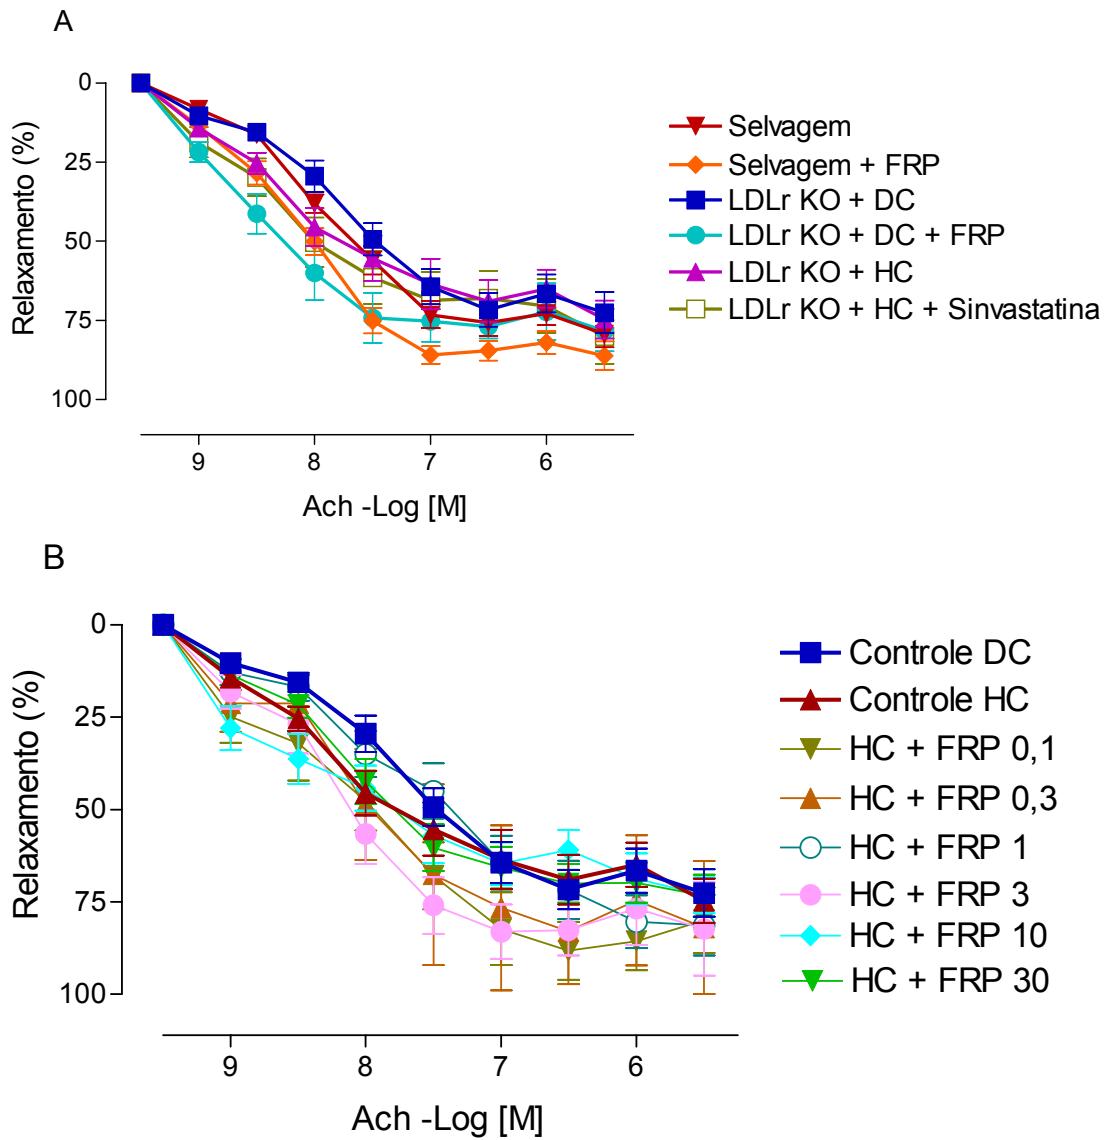 A
Relaxamento (%)
0
25
50
75
100
9
8
7
6
Ach -Log [M]
Selvagem
Selvagem + FRP
LDLr KO + DC
LDLr KO + DC + FRP
LDLr KO + HC
LDLr KO + HC + Sinvastatina
B
Relaxamento (%)
0
25
50
75
100
9
8
7
6
Ach -Log [M]
Controle DC
Controle HC
HC + FRP 0,1
HC + FRP 0,3
HC + FRP 1
HC + FRP 3
HC + FRP 10
HC + FRP 30